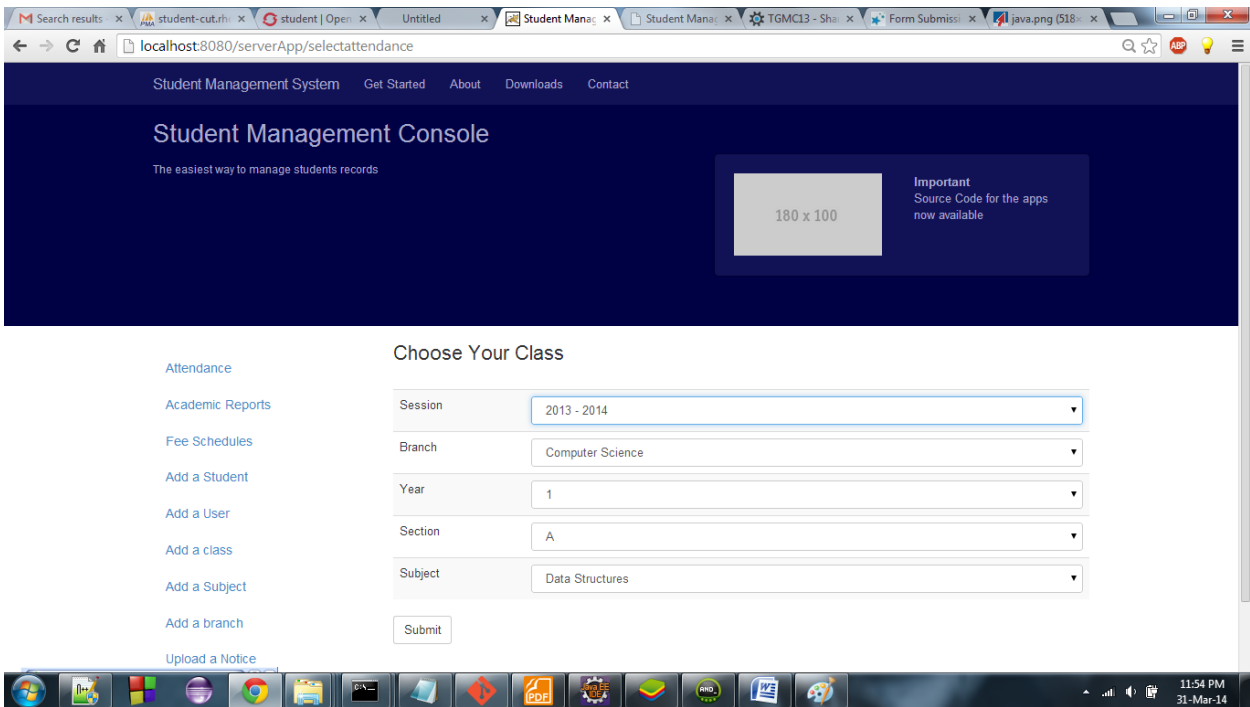 Search results - student-cut.rh student | Open Untitled Student Manag Student Manag TGMC13 - Sha Form Submissi java.png (518×
localhost:8080/serverApp/selectattendance ABP
Student Management System Get Started About Downloads Contact
Student Management Console
The easiest way to manage students records
180 x 100
Important
Source Code for the apps
now available
Choose Your Class
Attendance
Academic Reports
Fee Schedules
Add a Student
Add a User
Add a class
Add a Subject
Add a branch
Upload a Notice
Session 2013 - 2014
Branch Computer Science
Year 1
Section A
Subject Data Structures
Submit
11:54 PM
31-Mar-14